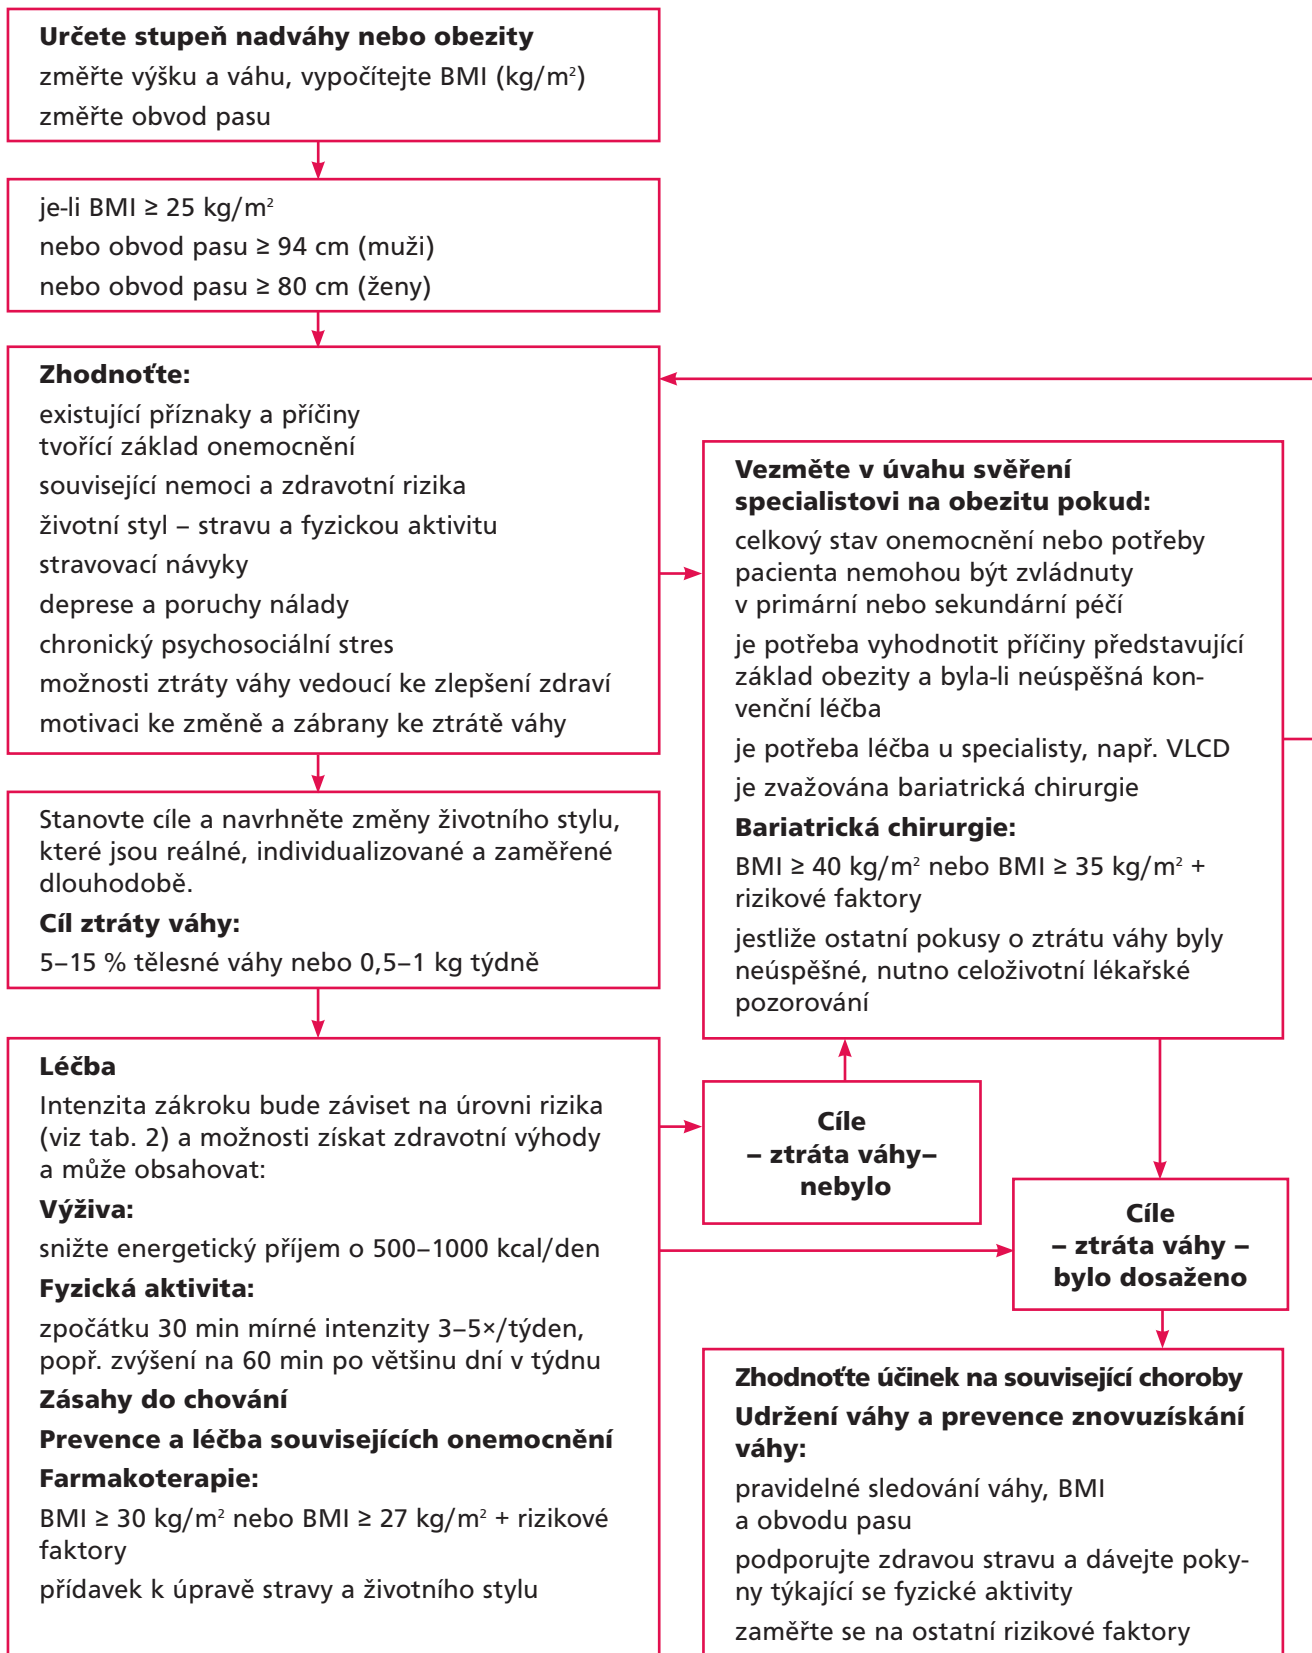 Určete stupeň nadváhy nebo obezity
změřte výšku a váhu, vypočítejte BMI (kg/m²)
změřte obvod pasu
je-li BMI ≥ 25 kg/m²
nebo obvod pasu ≥ 94 cm (muži)
nebo obvod pasu ≥ 80 cm (ženy)
Zhodnoťte:
existující příznaky a příčiny
tvořící základ onemocnění
související nemoci a zdravotní rizika
životní styl – stravu a fyzickou aktivitu
stravovací návyky
deprese a poruchy nálady
chronický psychosociální stres
možnosti ztráty váhy vedoucí ke zlepšení zdraví
motivaci ke změně a zábrany ke ztrátě váhy
Stanovte cíle a navrhněte změny životního stylu,
které jsou reálné, individualizované a zaměřené
dlouhodobě.
Cíl ztráty váhy:
5–15 % tělesné váhy nebo 0,5–1 kg týdně
Léčba
Intenzita zákroku bude záviset na úrovni rizika
(viz tab. 2) a možnosti získat zdravotní výhody
a může obsahovat:
Výživa:
snižte energetický příjem o 500–1000 kcal/den
Fyzická aktivita:
zpočátku 30 min mírné intenzity 3–5×/týden,
popř. zvýšení na 60 min po většinu dní v týdnu
Zásahy do chování
Prevence a léčba souvisejících onemocnění
Farmakoterapie:
BMI ≥ 30 kg/m² nebo BMI ≥ 27 kg/m² + rizikové
faktory
přídavek k úpravě stravy a životního stylu
Vezměte v úvahu svěření
specialistovi na obezitu pokud:
celkový stav onemocnění nebo potřeby
pacienta nemohou být zvládnuty
v primární nebo sekundární péčí
je potřeba vyhodnotit příčiny představující
základ obezity a byla-li neúspěšná kon-
venční léčba
je potřeba léčba u specialisty, např. VLCD
je zvažována bariatrická chirurgie
Bariatrická chirurgie:
BMI ≥ 40 kg/m² nebo BMI ≥ 35 kg/m² +
rizikové faktory
jestliže ostatní pokusy o ztrátu váhy byly
neúspěšné, nutno celoživotní lékařské
pozorování
Cíle
– ztráta váhy–
nebylo
Cíle
– ztráta váhy –
bylo dosaženo
Zhodnoťte účinek na související choroby
Udržení váhy a prevence znovuzískání
váhy:
pravidelné sledování váhy, BMI
a obvodu pasu
podporujte zdravou stravu a dávejte poky-
ny týkající se fyzické aktivity
zaměřte se na ostatní rizikové faktory